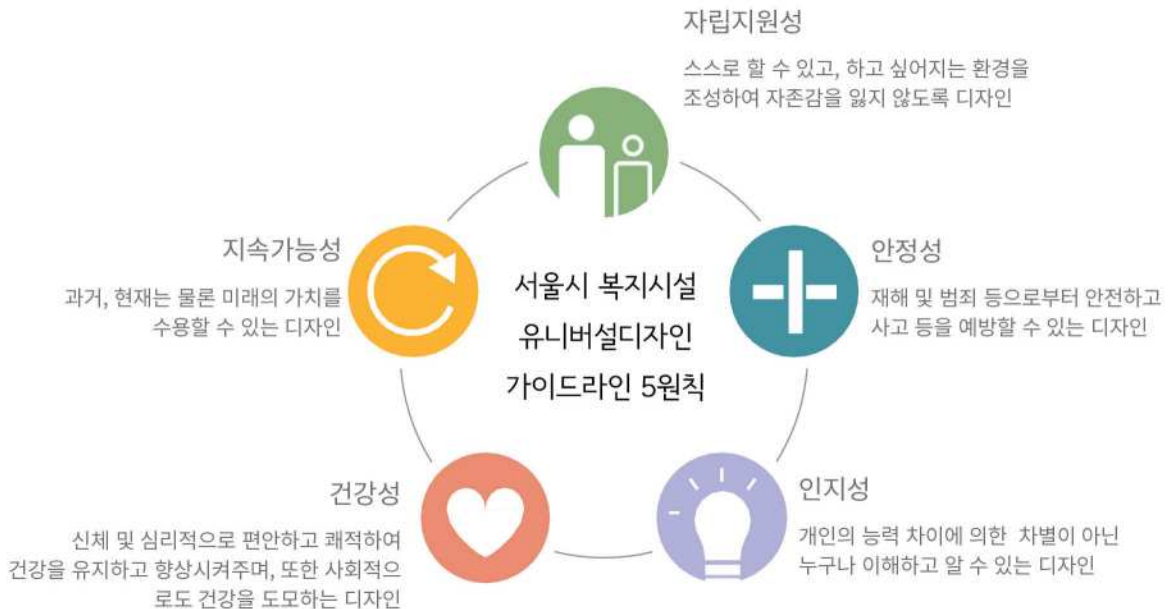 자립지원성
스스로 할 수 있고, 하고 싶어지는 환경을
조성하여 자존감을 잃지 않도록 디자인
지속가능성
과거, 현재는 물론 미래의 가치를
수용할 수 있는 디자인
서울시 복지시설
유니버설디자인
가이드라인 5원칙
안정성
재해 및 범죄 등으로부터 안전하고
사고 등을 예방할 수 있는 디자인
건강성
신체 및 심리적으로 편안하고 쾌적하여
건강을 유지하고 향상시켜주며, 또한 사회적으
로도 건강을 도모하는 디자인
인지성
개인의 능력 차이에 의한 차별이 아닌
누구나 이해하고 알 수 있는 디자인